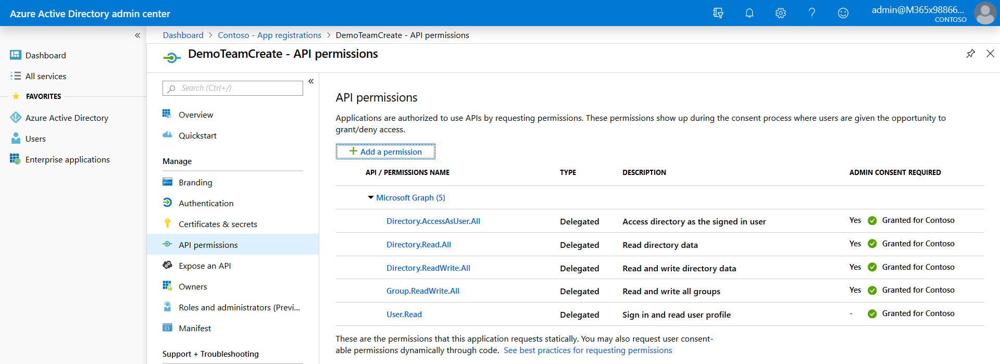 Azure Active Directory admin center
admin@M365x98866...
CONTOSO
Dashboard
All services
FAVORITES
Azure Active Directory
Users
Enterprise applications
Dashboard > Contoso - App registrations > DemoTeamCreate - API permissions
DemoTeamCreate - API permissions
Search (Ctrl+/)
Overview
Quickstart
Manage
Branding
Authentication
Certificates & secrets
API permissions
Expose an API
Owners
Roles and administrators (Previ...
Manifest
Support + Troubleshooting
API permissions
Applications are authorized to use APIs by requesting permissions. These permissions show up during the consent process where users are given the opportunity to
grant/deny access.
+ Add a permission
API / PERMISSIONS NAME TYPE DESCRIPTION ADMIN CONSENT REQUIRED
Microsoft Graph (5)
Directory.AccessAsUser.All Delegated Access directory as the signed in user Yes Granted for Contoso
Directory.Read.All Delegated Read directory data Yes Granted for Contoso
Directory.ReadWrite.All Delegated Read and write directory data Yes Granted for Contoso
Group.ReadWrite.All Delegated Read and write all groups Yes Granted for Contoso
User.Read Delegated Sign in and read user profile - Granted for Contoso
These are the permissions that this application requests statically. You may also request user consent-
able permissions dynamically through code. See best practices for requesting permissions